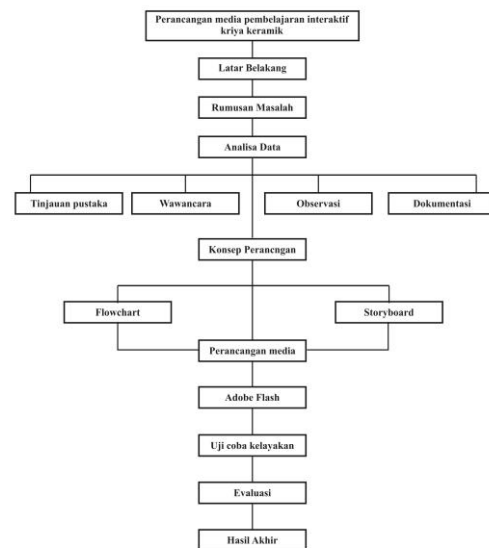 Perancangan media pembelajaran interaktif
kriya keramik
Latar Belakang
Rumusan Masalah
Analisa Data
Tinjauan pustaka
Wawancara
Observasi
Dokumentasi
Konsep Perancngan
Flowchart
Storyboard
Perancangan media
Adobe Flash
Uji coba kelayakan
Evaluasi
Hasil Akhir